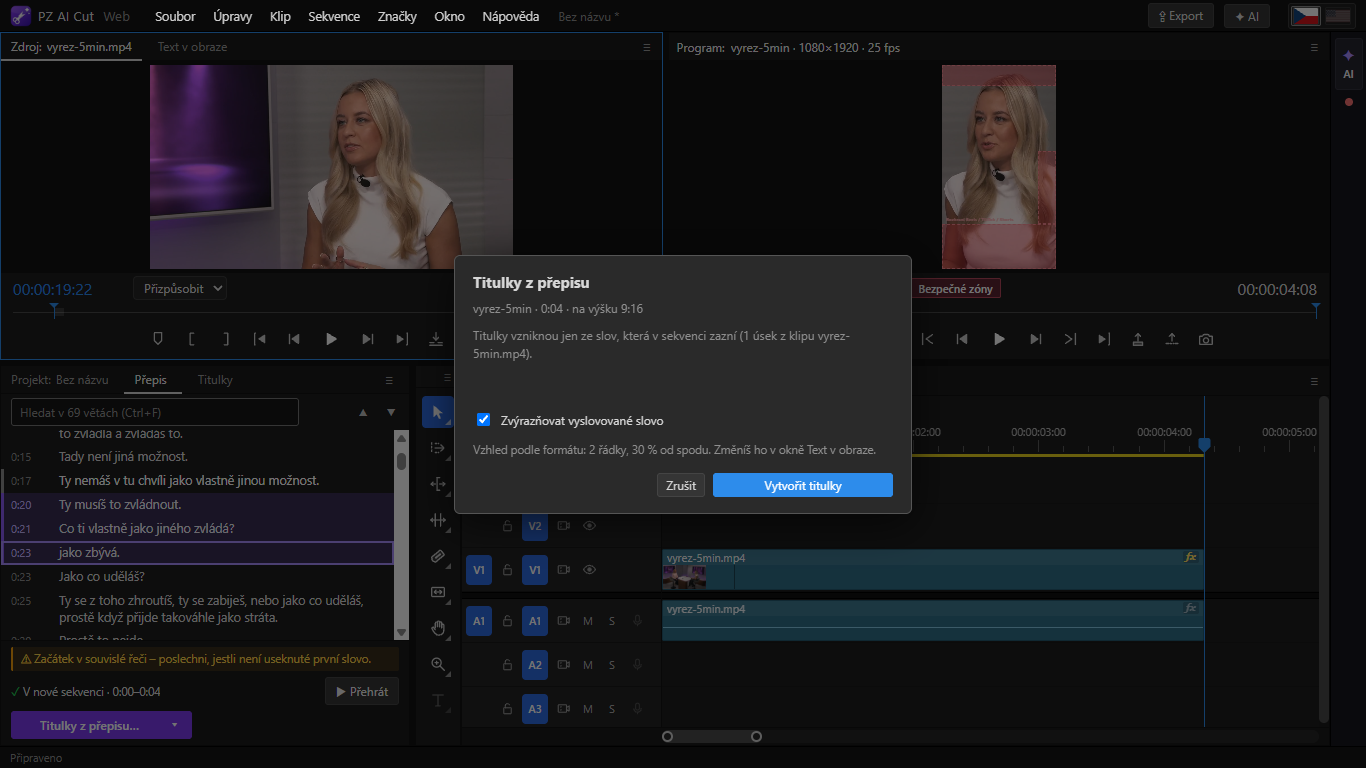 PZ AI Cut Web Soubor Úpravy Klip Sekvence Značky Okno Nápověda Bez názvu * Export AI
Zdroj: vyrez-5min.mp4 Text v obraze
Program: vyrez-5min · 1080×1920 · 25 fps
AI
00:00:19:22 Přizpůsobit
Bezpečné zóny 00:00:04:08
Titulky z přepisu
vyrez-5min · 0:04 · na výšku 9:16
Titulky vzniknou jen ze slov, která v sekvenci zazní (1 úsek z klipu vyrez-
5min.mp4).
Zvýrazňovat vyslovované slovo
Vzhled podle formátu: 2 řádky, 30 % od spodu. Změníš ho v okně Text v obraze.
Zrušit Vytvořit titulky
Projekt: Bez názvu Přepis Titulky
Hledat v 69 větách (Ctrl+F)
to zvládla a zvládáš to.
0:15 Tady není jiná možnost.
0:17 Ty nemáš v tu chvíli jako vlastně jinou možnost.
0:20 Ty musíš to zvládnout.
0:21 Co ti vlastně jako jiného zvládá?
0:23 jako zbývá.
0:23 Jako co uděláš?
0:25 Ty se z toho zhroutíš, ty se zabiješ, nebo jako co uděláš,
prostě když přijde takováhle jako stráta.
Prostě to nejde
⚠ Začátek v souvislé řeči – poslechni, jestli není useknuté první slovo.
✓ V nové sekvenci · 0:00–0:04 ▶ Přehrát
Titulky z přepisu...
Připraveno
02:00 00:00:03:00 00:00:04:00 00:00:05:00
V2
V1 V1 vyrez-5min.mp4 fx
A1 A1 M S vyrez-5min.mp4 fx
A2 M S
A3 M S